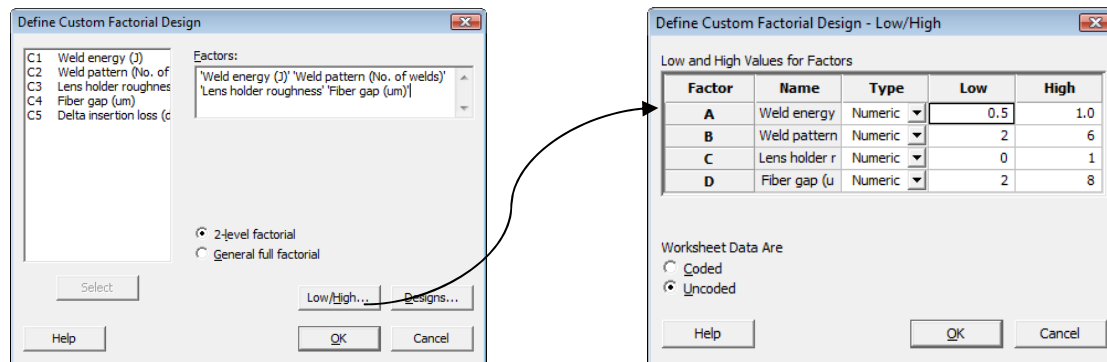 Define Custom Factorial Design
C1 Weld energy (J)
C2 Weld pattern (No. of
C3 Lens holder roughnes
C4 Fiber gap (um)
C5 Delta insertion loss (d
Factors:
'Weld energy (J)' 'Weld pattern (No. of welds)'
'Lens holder roughness' 'Fiber gap (um)'
2-level factorial
General full factorial
Select
Low/High...
Designs...
Help
OK
Cancel
Define Custom Factorial Design - Low/High
Low and High Values for Factors
Factor Name Type Low High
A Weld energy Numeric 0.5 1.0
B Weld pattern Numeric 2 6
C Lens holder r Numeric 0 1
D Fiber gap (u Numeric 2 8
Worksheet Data Are
Coded
Uncoded
Help
OK
Cancel